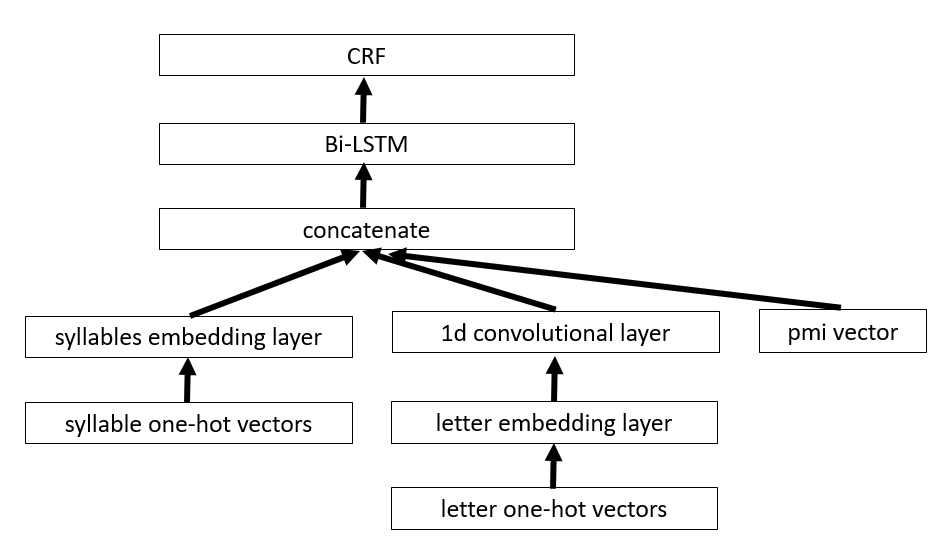 CRF
Bi-LSTM
concatenate
syllables embedding layer
1d convolutional layer
pmi vector
syllable one-hot vectors
letter embedding layer
letter one-hot vectors